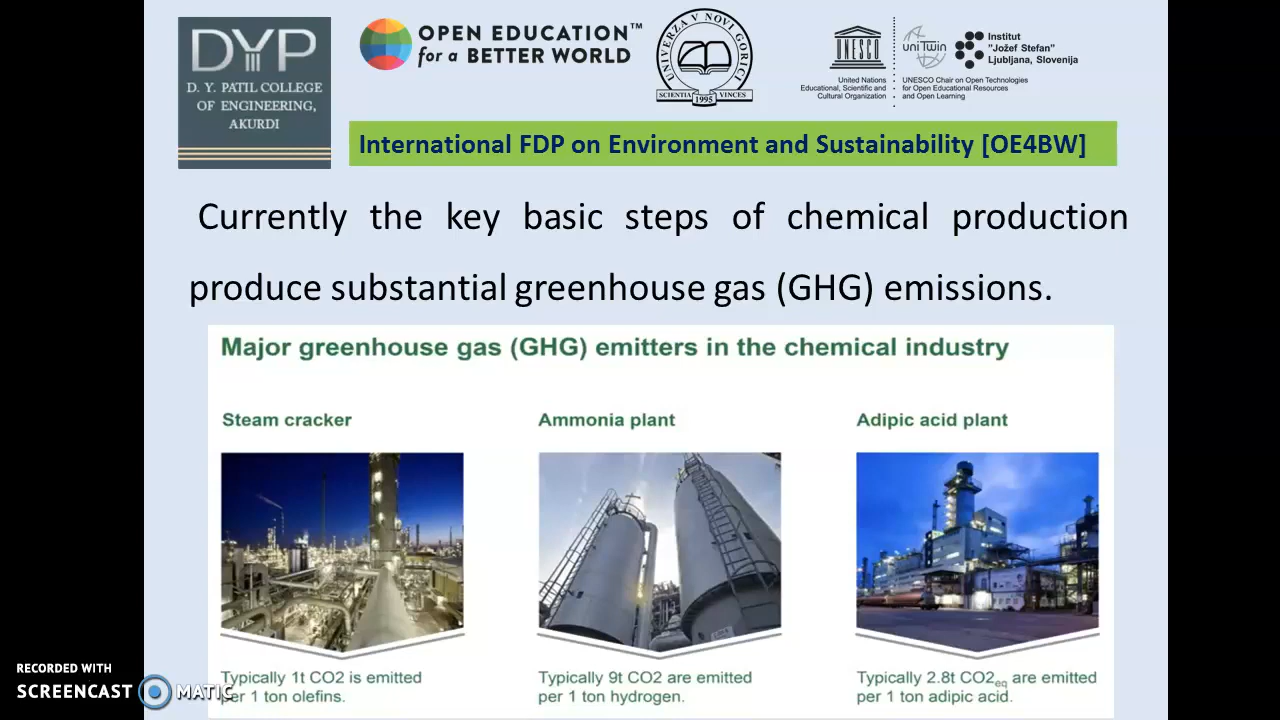 DYP
D. Y. PATIL COLLEGE
OF ENGINEERING,
AKURDI
OPEN EDUCATION™
for a BETTER WORLD
UNIVERZA V NOVI GORICI
SCIENTIA VINCES
1995
UNESCO
United Nations
Educational, Scientific and
Cultural Organization
uniTwin
Institut
"Jožef Stefan"
Ljubljana, Slovenija
UNESCO Chair on Open Technologies
for Open Educational Resources
and Open Learning
International FDP on Environment and Sustainability [OE4BW]
Currently the key basic steps of chemical production
produce substantial greenhouse gas (GHG) emissions.
Major greenhouse gas (GHG) emitters in the chemical industry
Steam cracker
Ammonia plant
Adipic acid plant
Typically 1t CO2 is emitted
per 1 ton olefins.
Typically 9t CO2 are emitted
per 1 ton hydrogen.
Typically 2.8t CO2eq are emitted
per 1 ton adipic acid.
RECORDED WITH
SCREENCAST MATIC